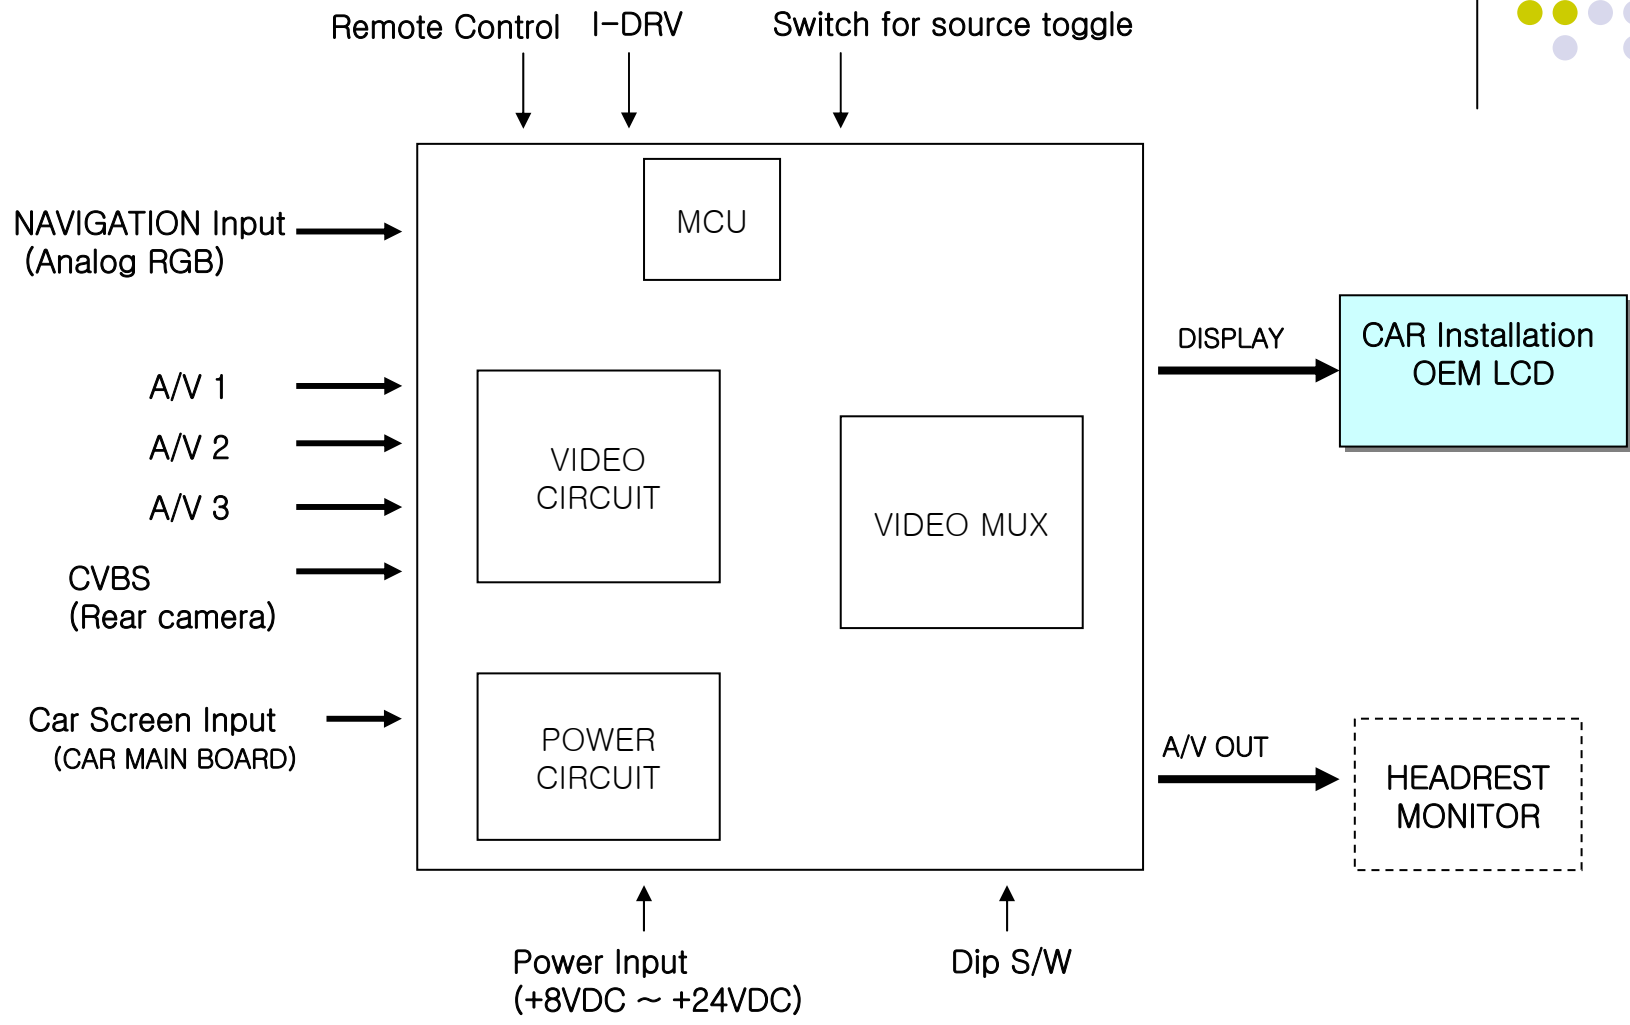 Remote Control
I-DRV
Switch for source toggle
NAVIGATION Input
(Analog RGB)
MCU
DISPLAY
CAR Installation
OEM LCD
A/V 1
A/V 2
A/V 3
VIDEO
CIRCUIT
VIDEO MUX
CVBS
(Rear camera)
Car Screen Input
(CAR MAIN BOARD)
POWER
CIRCUIT
A/V OUT
HEADREST
MONITOR
Power Input
(+8VDC ~ +24VDC)
Dip S/W